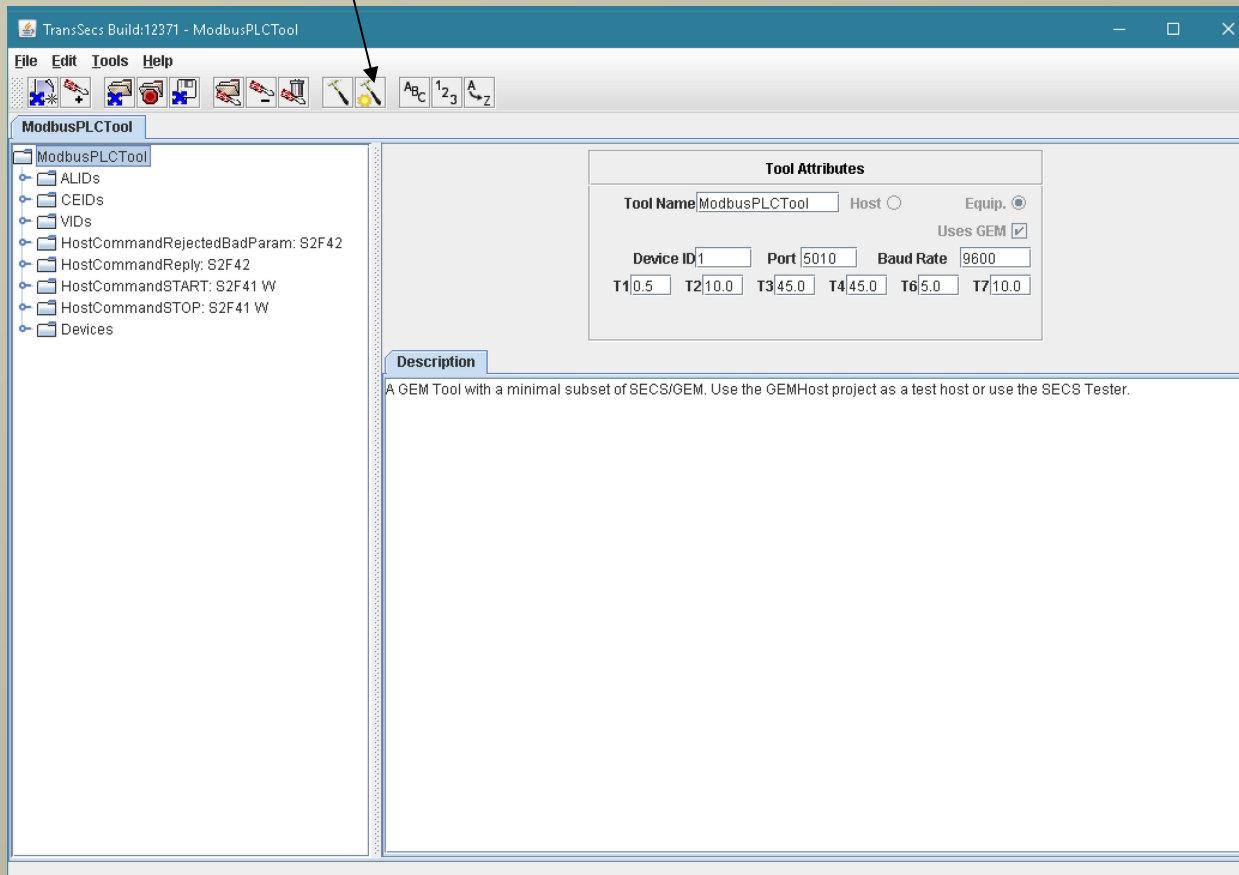 TransSecs Build:12371 - ModbusPLCTool
File Edit Tools Help
ABC 123 A Z
ModbusPLCTool
ModbusPLCTool
ALIDs
CEIDs
VIDs
HostCommandRejectedBadParam: S2F42
HostCommandReply: S2F42
HostCommandSTART: S2F41 W
HostCommandSTOP: S2F41 W
Devices
Tool Attributes
Tool Name ModbusPLCTool Host Equip.
Uses GEM
Device ID 1 Port 5010 Baud Rate 9600
T1 0.5 T2 10.0 T3 45.0 T4 45.0 T6 5.0 T7 10.0
Description
A GEM Tool with a minimal subset of SECS/GEM. Use the GEMHost project as a test host or use the SECS Tester.